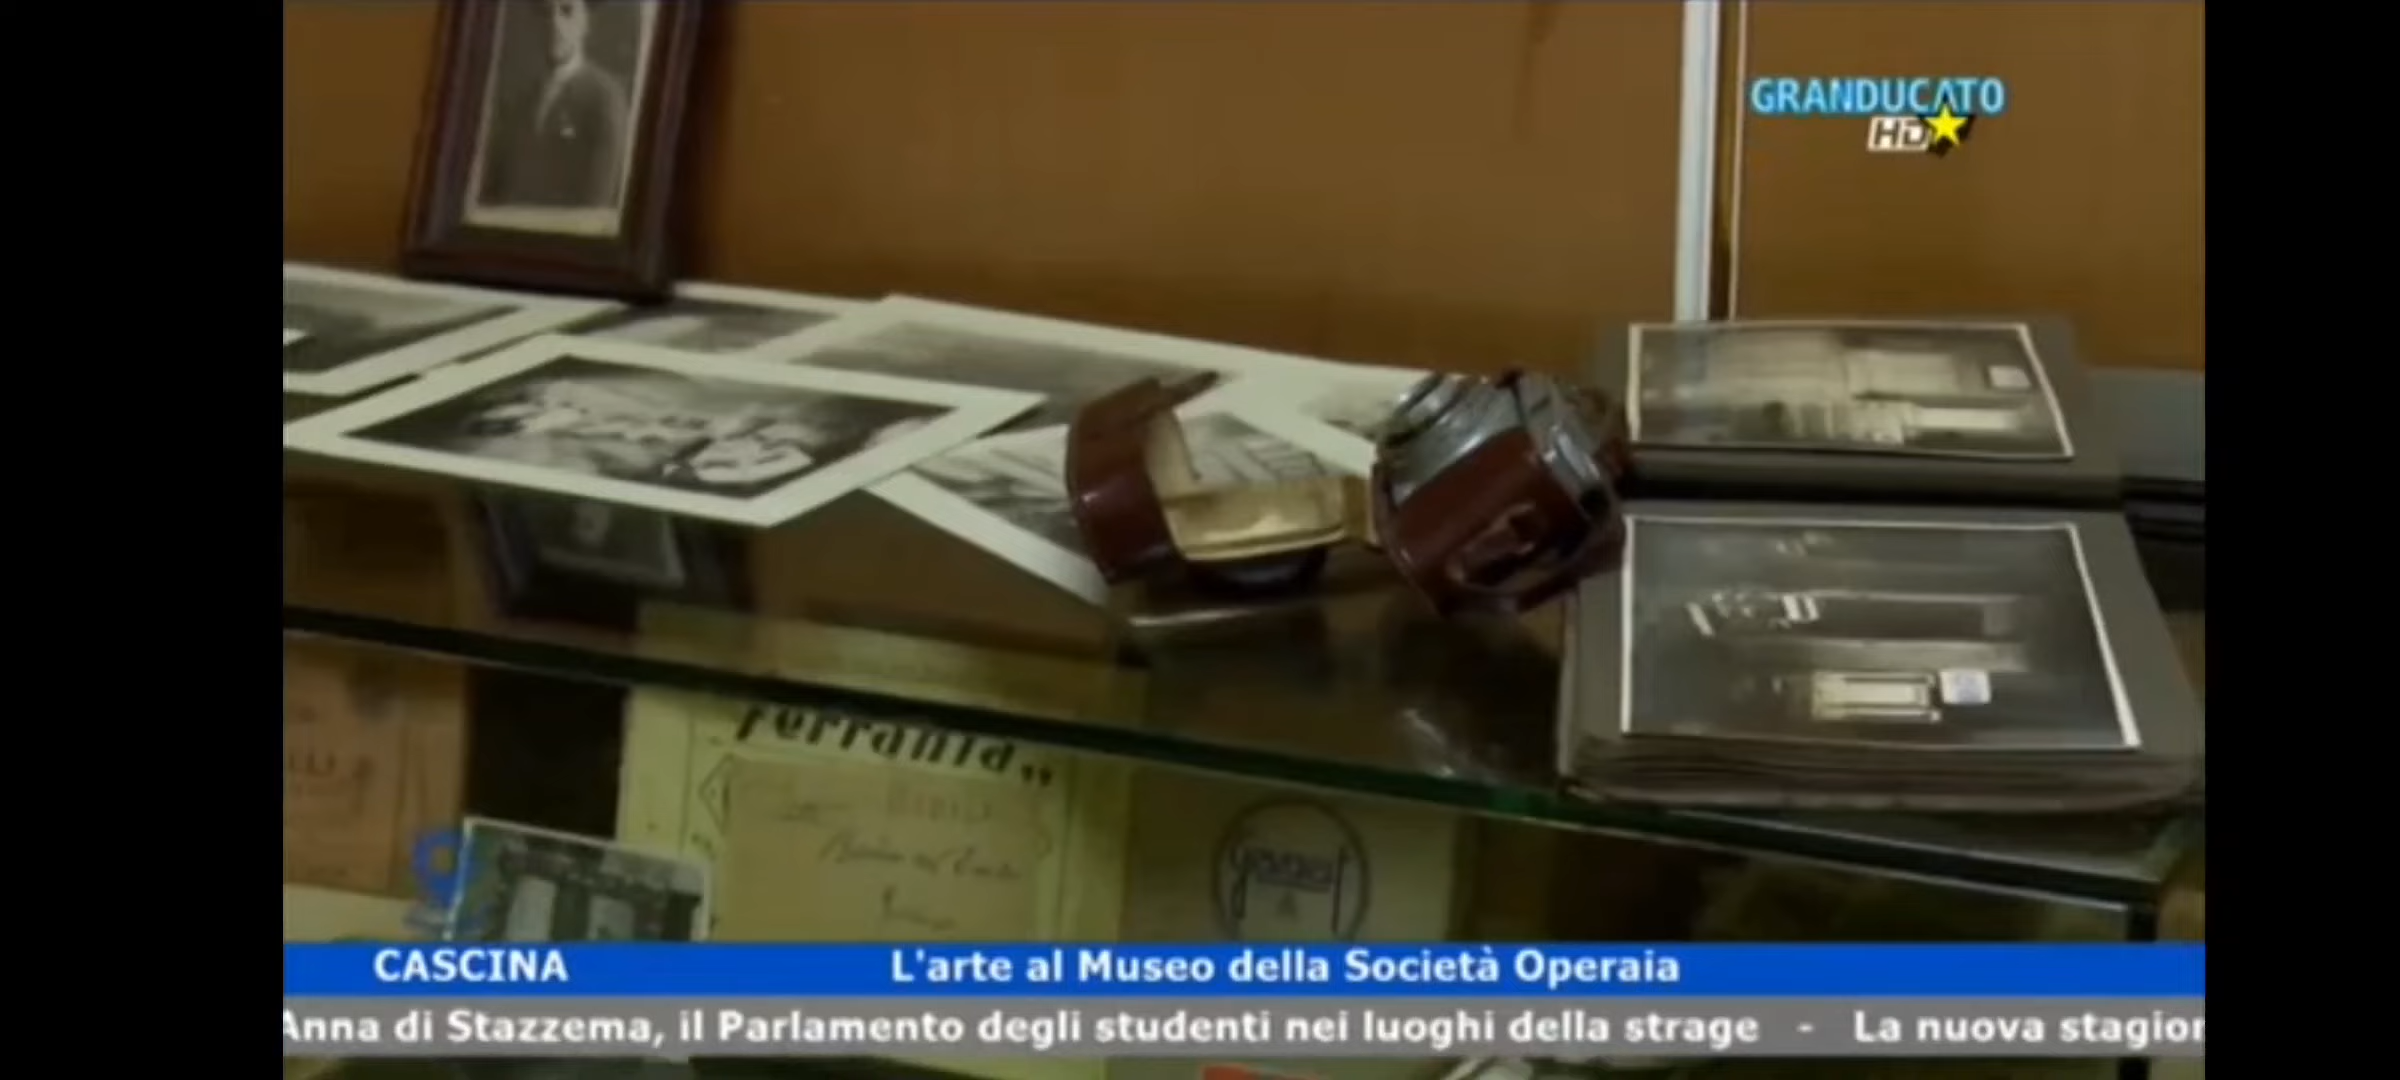 GRANDUCATO
HD
Ferrania"
CASCINA L'arte al Museo della Società Operaia
Anna di Stazzema, il Parlamento degli studenti nei luoghi della strage - La nuova stagion